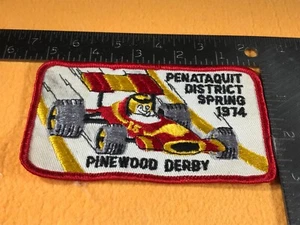 PENATAQUIT
DISTRICT
SPRING
1974
PINEWOOD DERBY